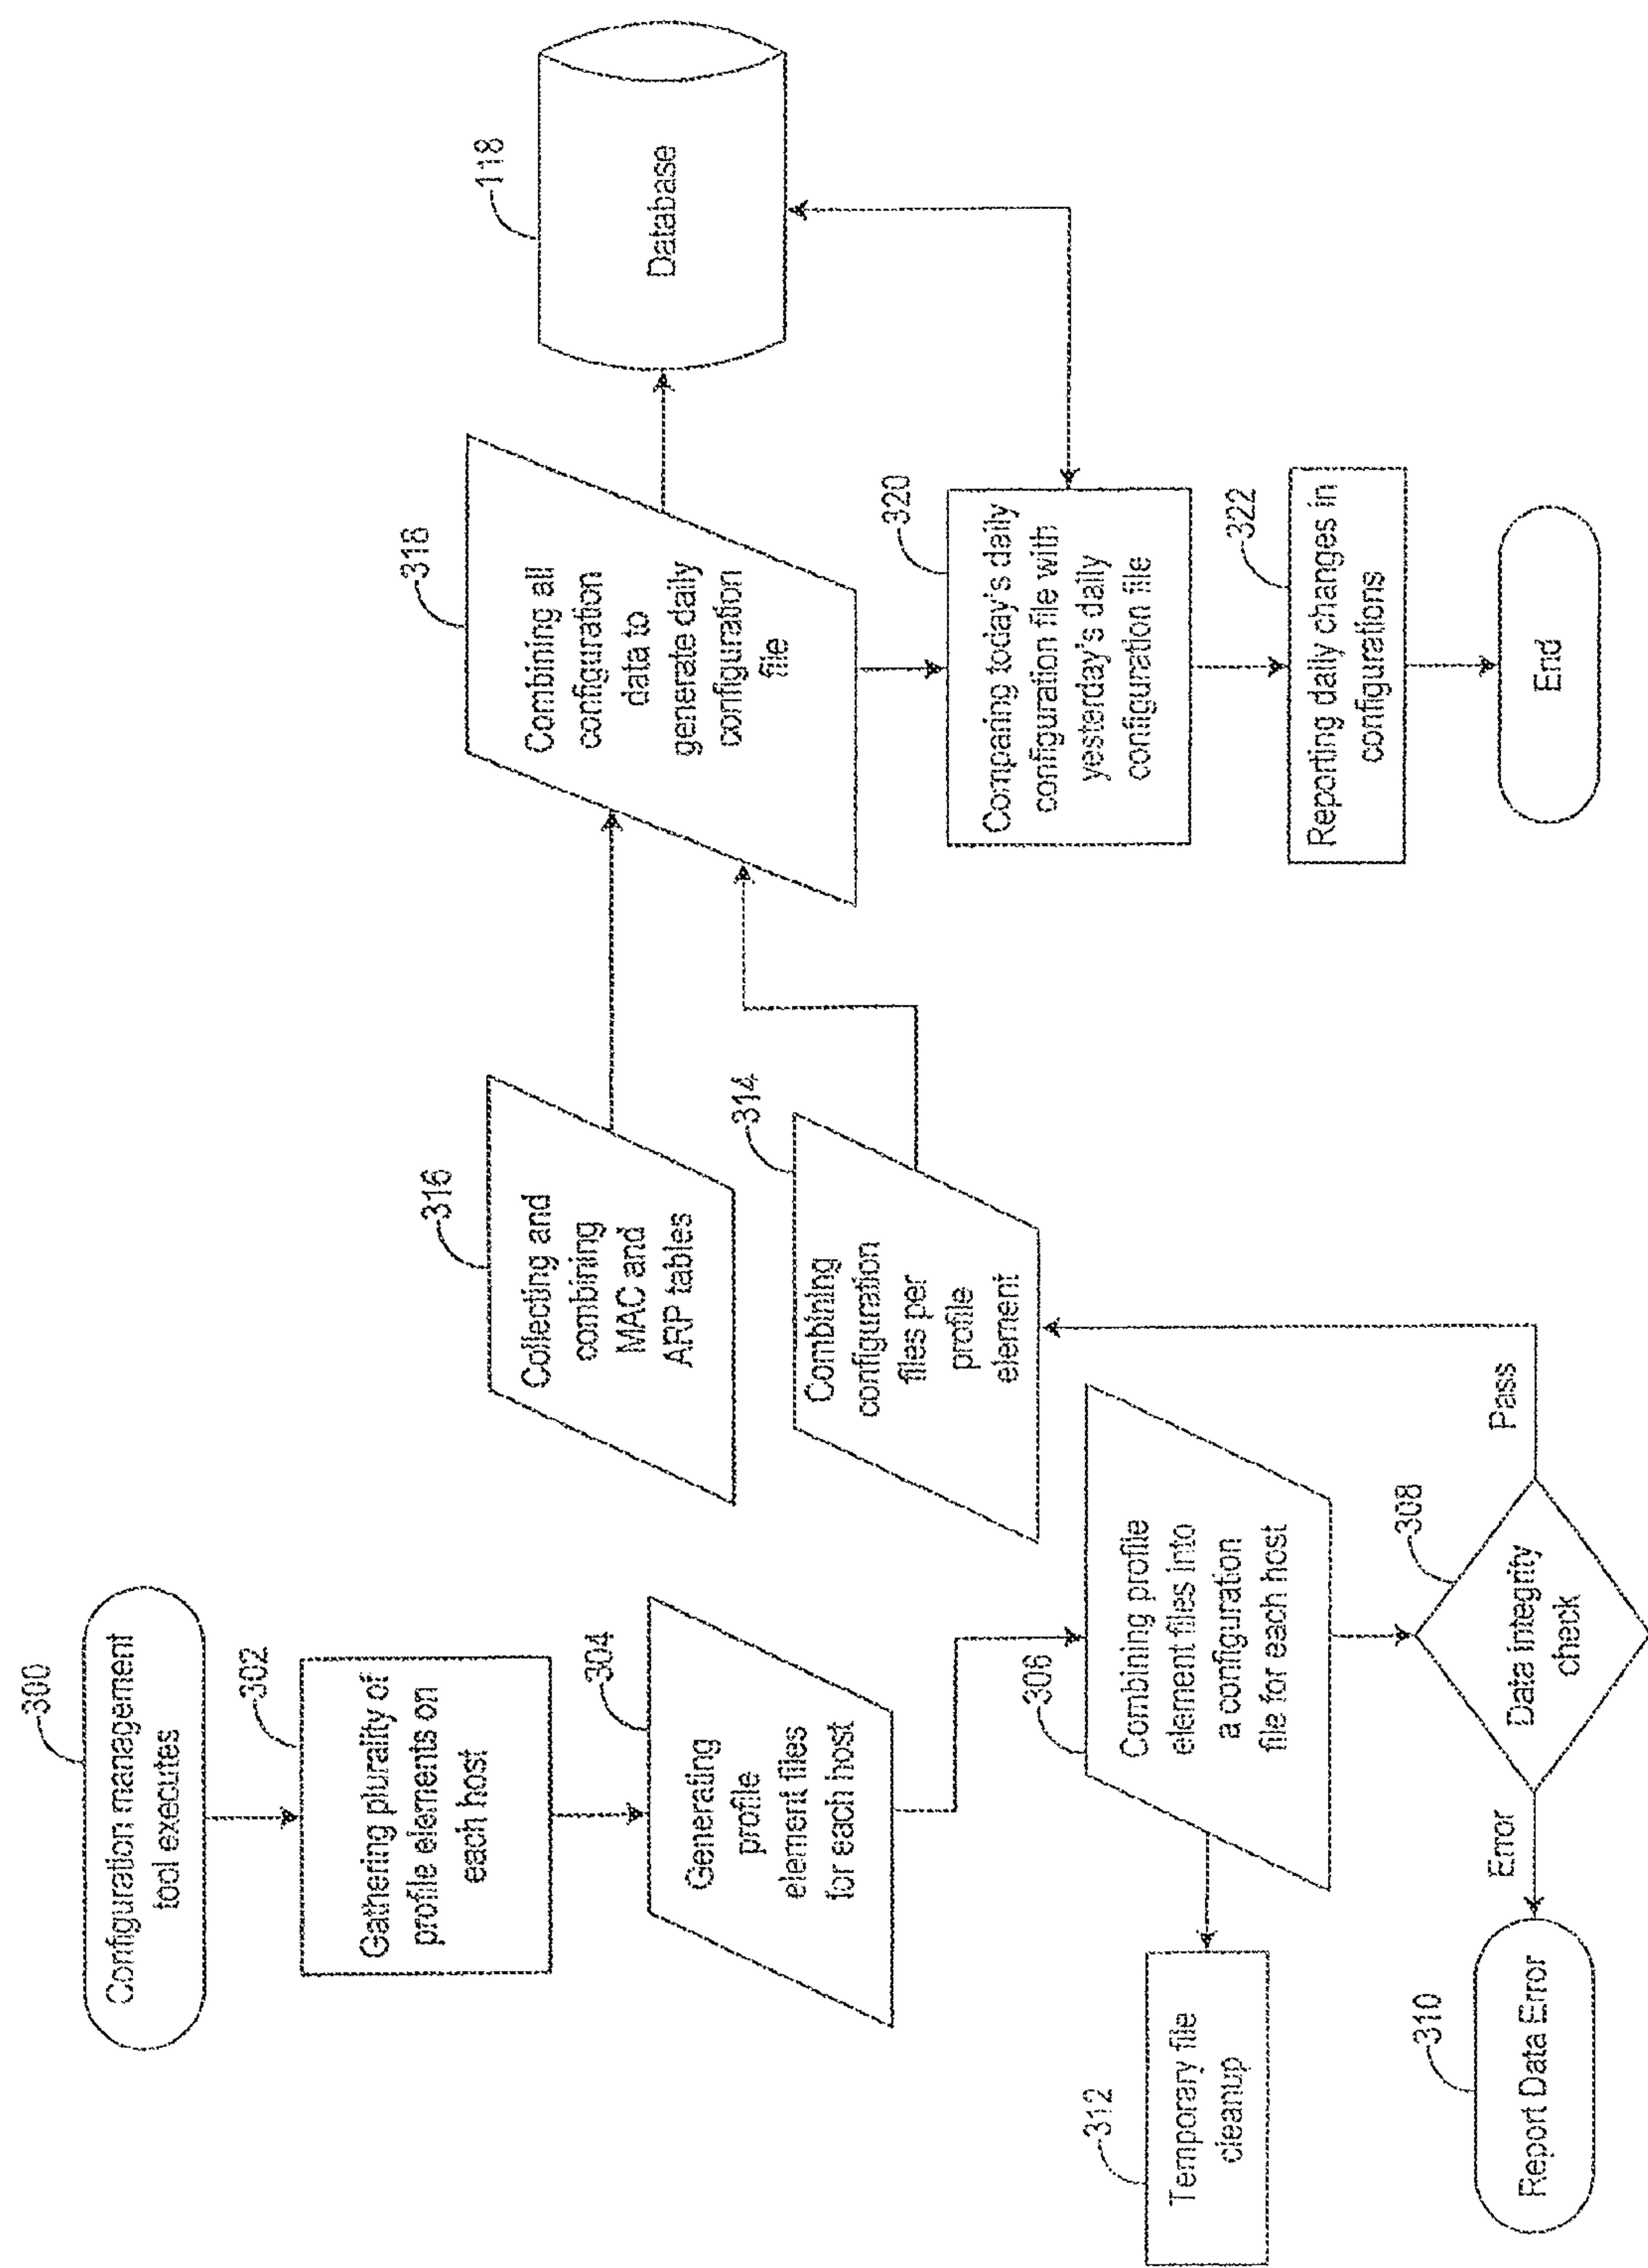 300
Configuration management
tool executes
302
Gathering plurality of
profile elements on
each host
304
Generating
profile
element files
for each host
306
Combining profile
element files into
a configuration
file for each host
312
Temporary file
cleanup
308
Data integrity
check
Error
Pass
310
Report Data Error
314
Combining
configuration
files per
profile
element
316
Collecting and
combining
MAC and
ARP tables
318
Combining all
configuration
data to
generate daily
configuration
file
118
Database
320
Comparing today's daily
configuration file with
yesterday's daily
configuration file
322
Reporting daily changes in
configurations
End